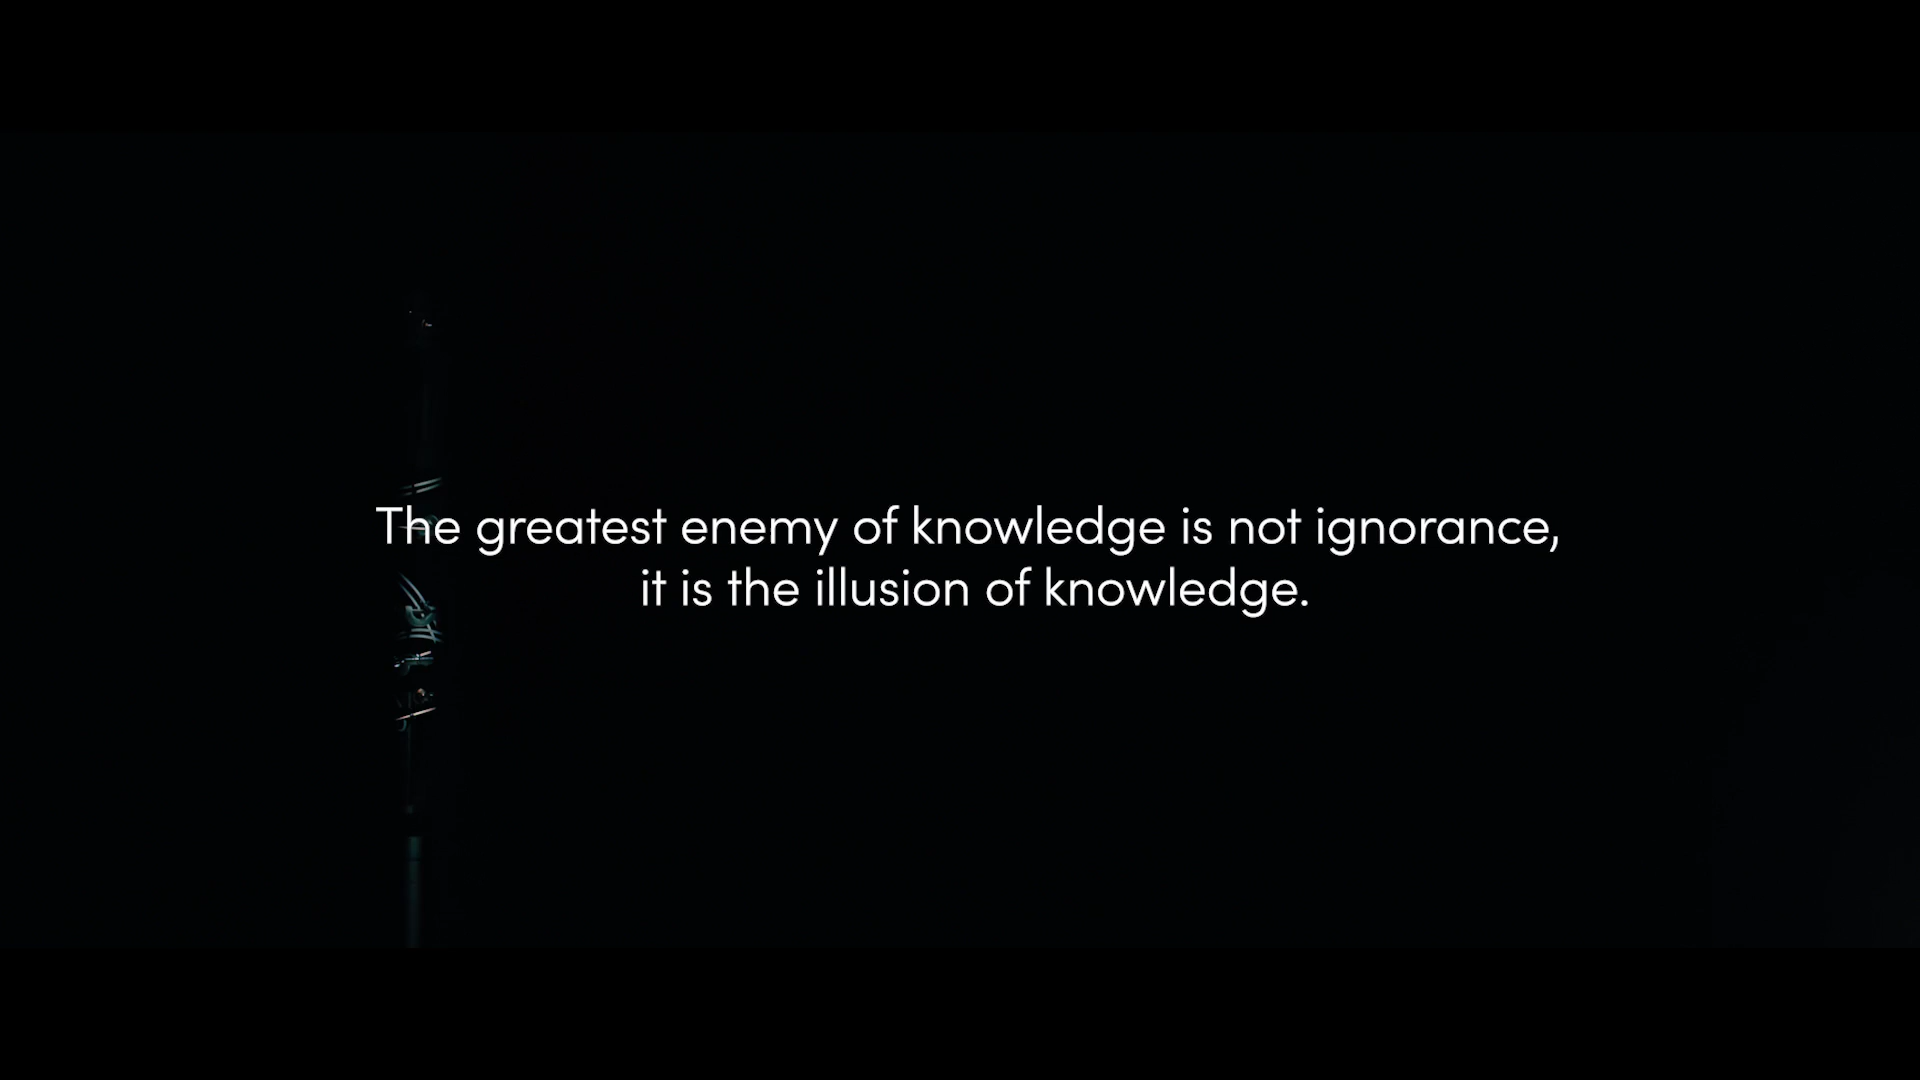 The greatest enemy of knowledge is not ignorance,
it is the illusion of knowledge.